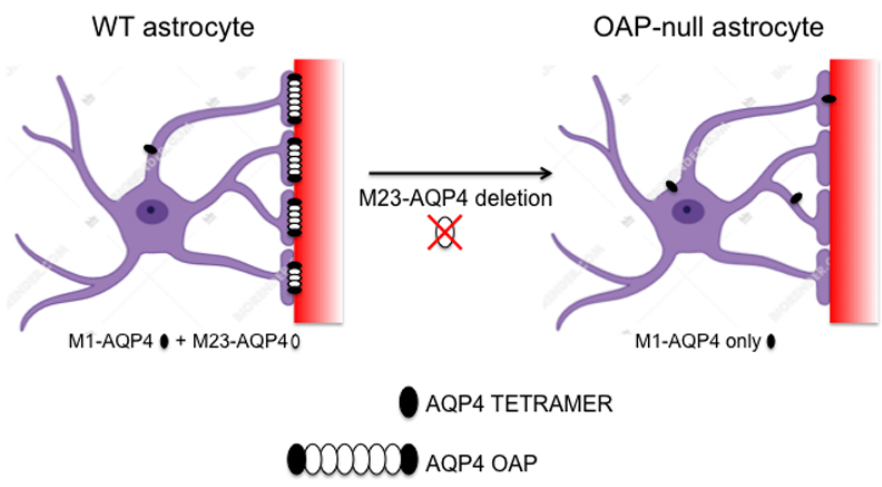 WT astrocyte
OAP-null astrocyte
M23-AQP4 deletion
M1-AQP4 + M23-AQP4
M1-AQP4 only
AQP4 TETRAMER
AQP4 OAP